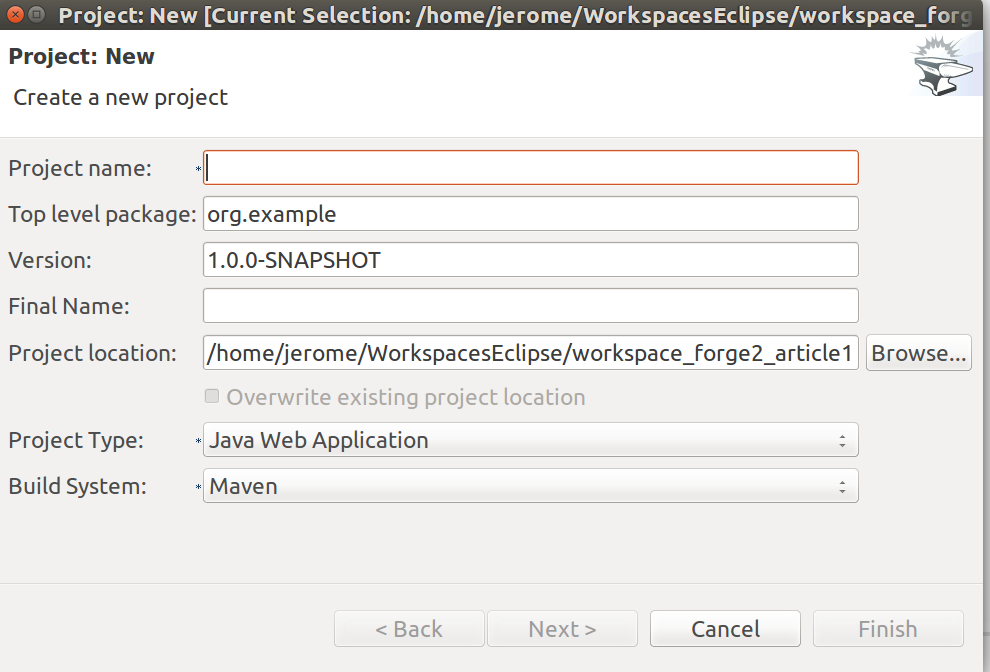 Project: New [Current Selection: /home/jerome/WorkspacesEclipse/workspace_forg
Project: New
Create a new project
Project name: *
Top level package: org.example
Version: 1.0.0-SNAPSHOT
Final Name:
Project location: /home/jerome/WorkspacesEclipse/workspace_forge2_article1 Browse...
Overwrite existing project location
Project Type: * Java Web Application
Build System: * Maven
< Back Next > Cancel Finish